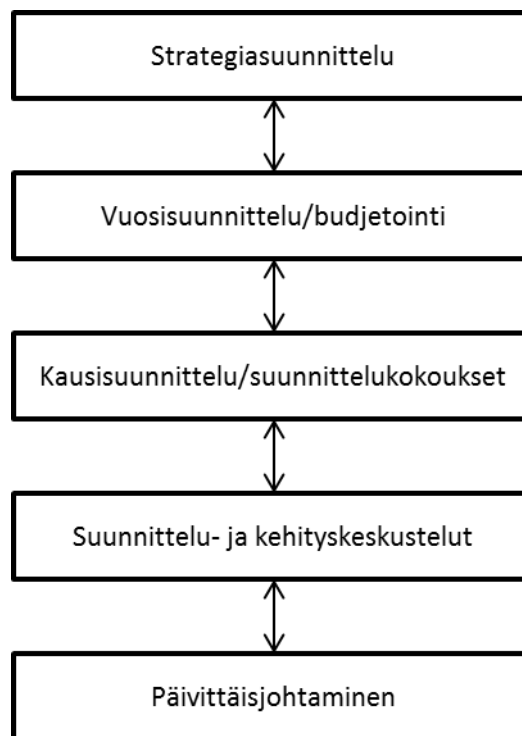 Strategiasuunnittelu
Vuosisuunnittelu/budjetointi
Kausisuunnittelu/suunnittelukokoukset
Suunnittelu- ja kehityskeskustelut
Päivittäisjohtaminen